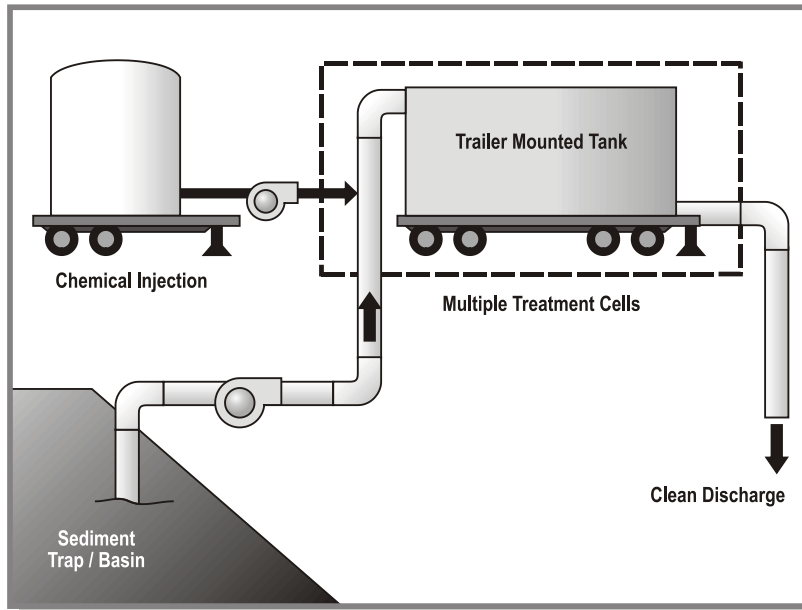 Trailer Mounted Tank
Chemical Injection
Multiple Treatment Cells
Clean Discharge
Sediment
Trap / Basin